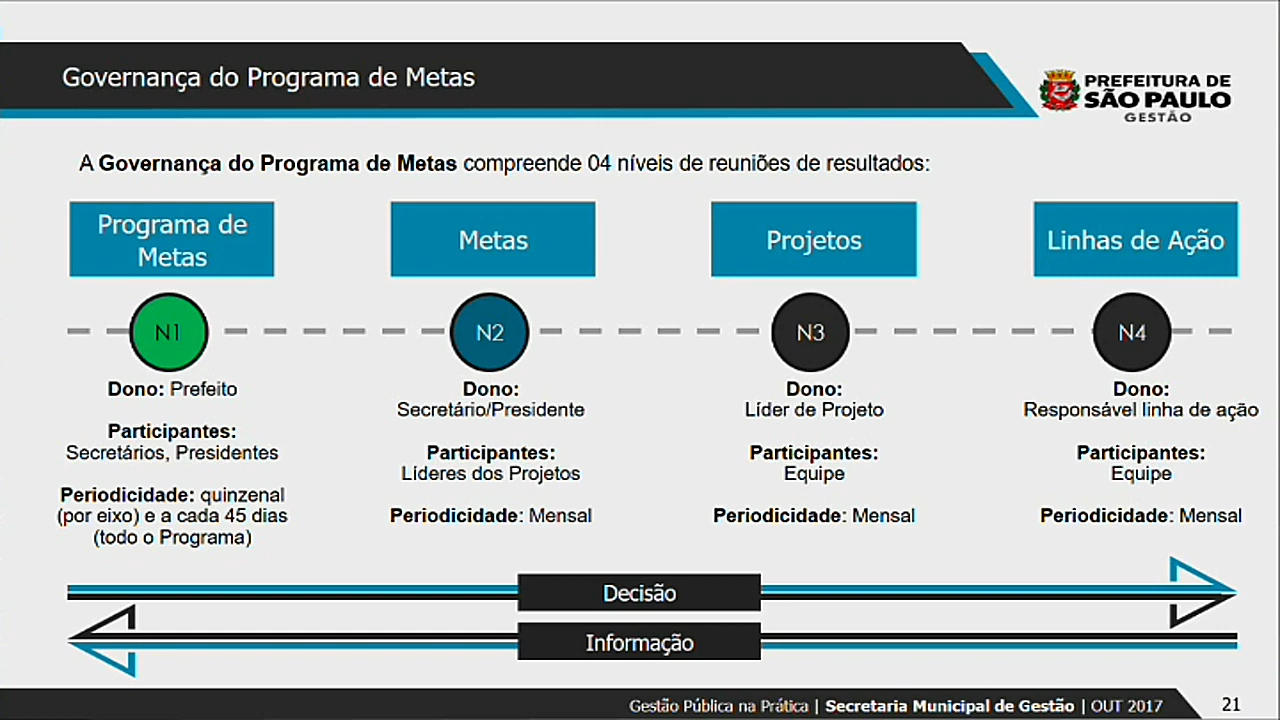 Governança do Programa de Metas
PREFEITURA DE
SÃO PAULO
GESTÃO
A Governança do Programa de Metas compreende 04 níveis de reuniões de resultados:
Programa de
Metas
N1
Dono: Prefeito
Participantes:
Secretários, Presidentes
Periodicidade: quinzenal
(por eixo) e a cada 45 dias
(todo o Programa)
Metas
N2
Dono:
Secretário/Presidente
Participantes:
Líderes dos Projetos
Periodicidade: Mensal
Projetos
N3
Dono:
Líder de Projeto
Participantes:
Equipe
Periodicidade: Mensal
Linhas de Ação
N4
Dono:
Responsável linha de ação
Participantes:
Equipe
Periodicidade: Mensal
Decisão
Informação
Gestão Pública na Prática | Secretaria Municipal de Gestão | OUT 2017
21